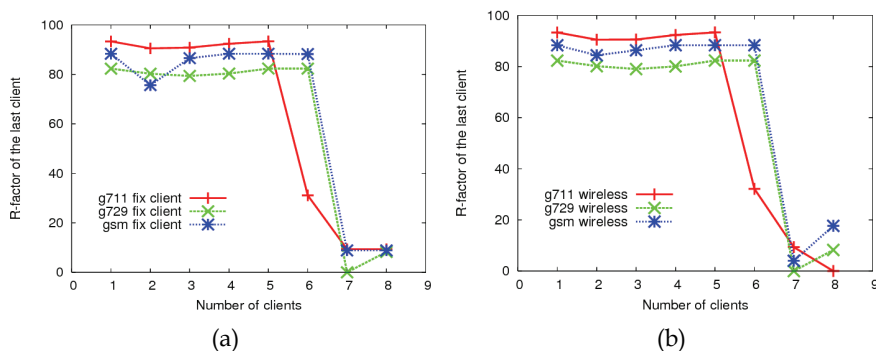 R-factor of the last client
100
80
60
40
20
0
g711 fix client
g729 fix client
gsm fix client
0 1 2 3 4 5 6 7 8 9
Number of clients
(a)
R-factor of the last client
100
80
60
40
20
0
g711 wireless
g729 wireless
gsm wireless
0 1 2 3 4 5 6 7 8 9
Number of clients
(b)